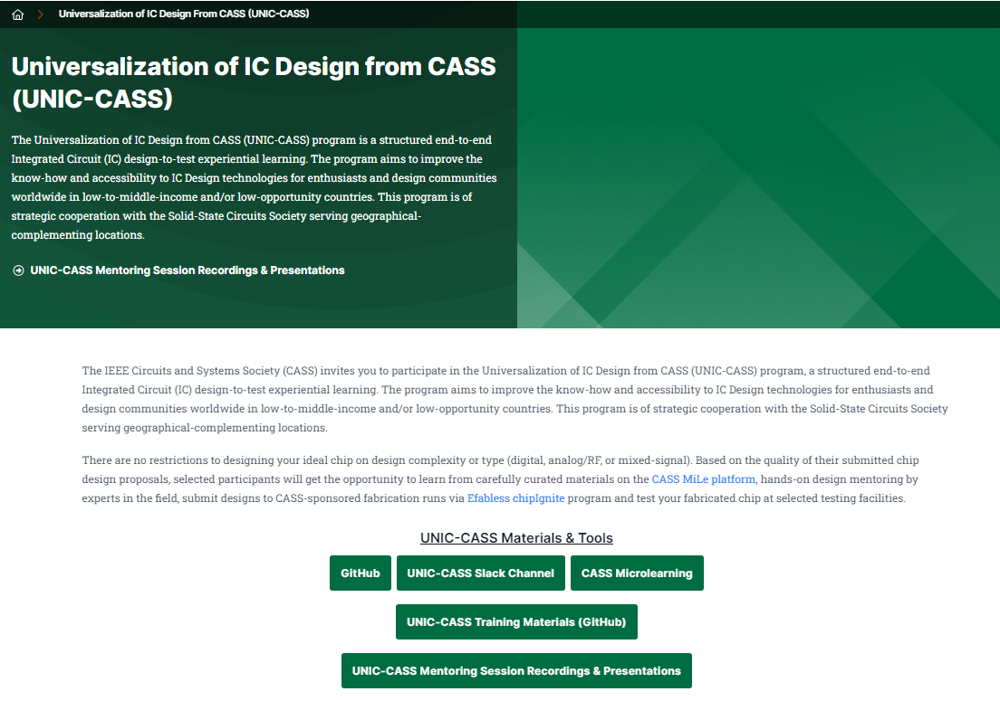 Universalization of IC Design From CASS (UNIC-CASS)
Universalization of IC Design from CASS
(UNIC-CASS)
The Universalization of IC Design from CASS (UNIC-CASS) program is a structured end-to-end
Integrated Circuit (IC) design-to-test experiential learning. The program aims to improve the
know-how and accessibility to IC Design technologies for enthusiasts and design communities
worldwide in low-to-middle-income and/or low-opportunity countries. This program is of
strategic cooperation with the Solid-State Circuits Society serving geographical-
complementing locations.
UNIC-CASS Mentoring Session Recordings & Presentations
The IEEE Circuits and Systems Society (CASS) invites you to participate in the Universalization of IC Design from CASS (UNIC-CASS) program, a structured end-to-end
Integrated Circuit (IC) design-to-test experiential learning. The program aims to improve the know-how and accessibility to IC Design technologies for enthusiasts and
design communities worldwide in low-to-middle-income and/or low-opportunity countries. This program is of strategic cooperation with the Solid-State Circuits Society
serving geographical-complementing locations.
There are no restrictions to designing your ideal chip on design complexity or type (digital, analog/RF, or mixed-signal). Based on the quality of their submitted chip
design proposals, selected participants will get the opportunity to learn from carefully curated materials on the CASS MiLe platform, hands-on design mentoring by
experts in the field, submit designs to CASS-sponsored fabrication runs via Efabless chipIgnite program and test your fabricated chip at selected testing facilities.
UNIC-CASS Materials & Tools
GitHub UNIC-CASS Slack Channel CASS Microlearning
UNIC-CASS Training Materials (GitHub)
UNIC-CASS Mentoring Session Recordings & Presentations